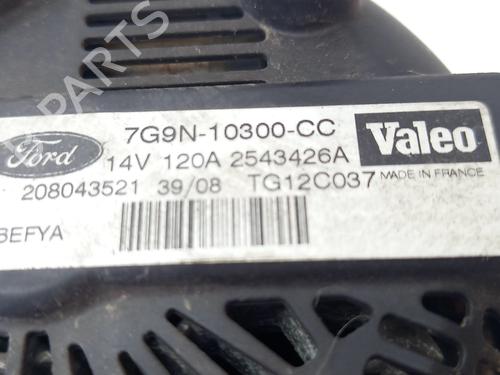 PARTS
7G9N-10300-CC
Ford
Valeo
14V 120A 2543426A
208043521 39/08 TG12C037 MADE IN FRANCE
BEFYA